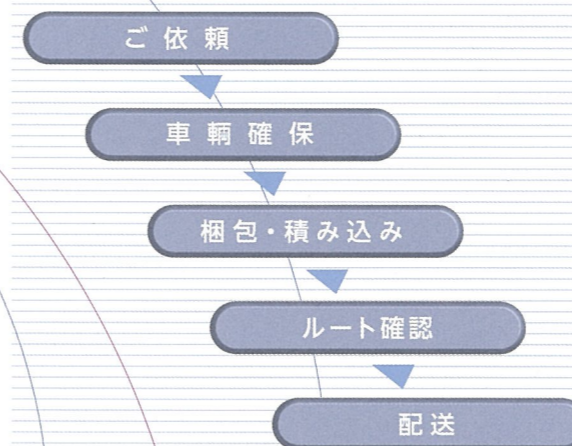 ご依頼
車輌確保
梱包・積み込み
ルート確認
配送